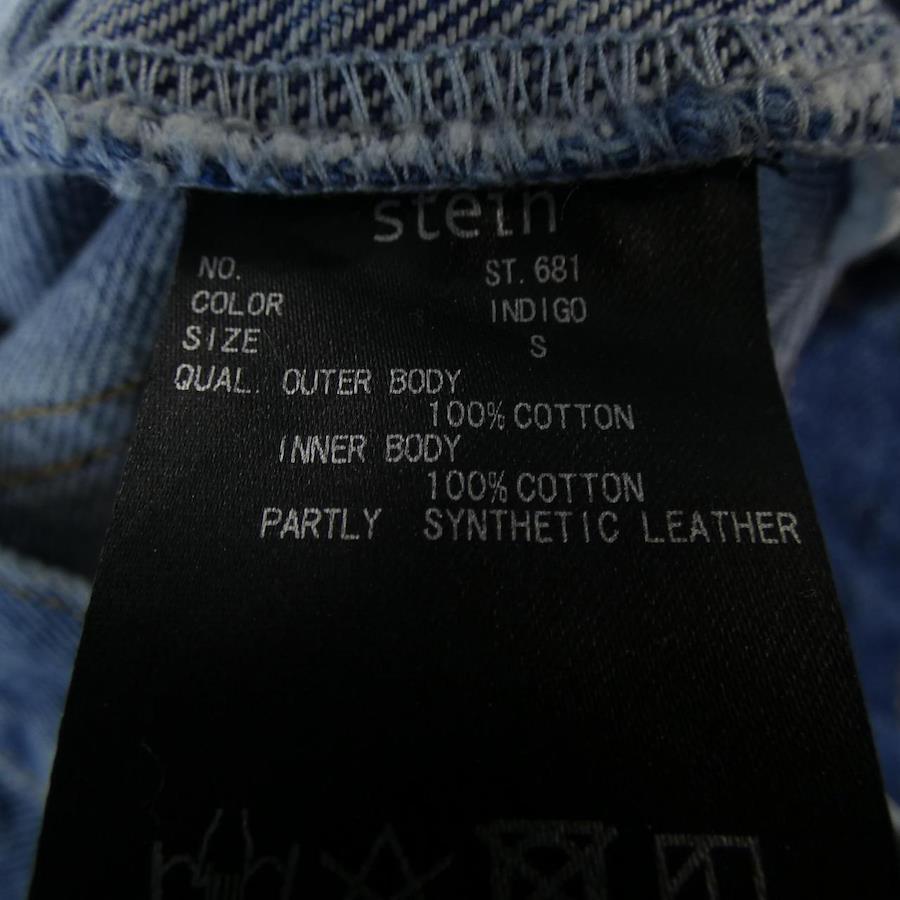 stein
NO. ST.681
COLOR INDIGO
SIZE S
QUAL. OUTER BODY
100% COTTON
INNER BODY
100% COTTON
PARTLY SYNTHETIC LEATHER